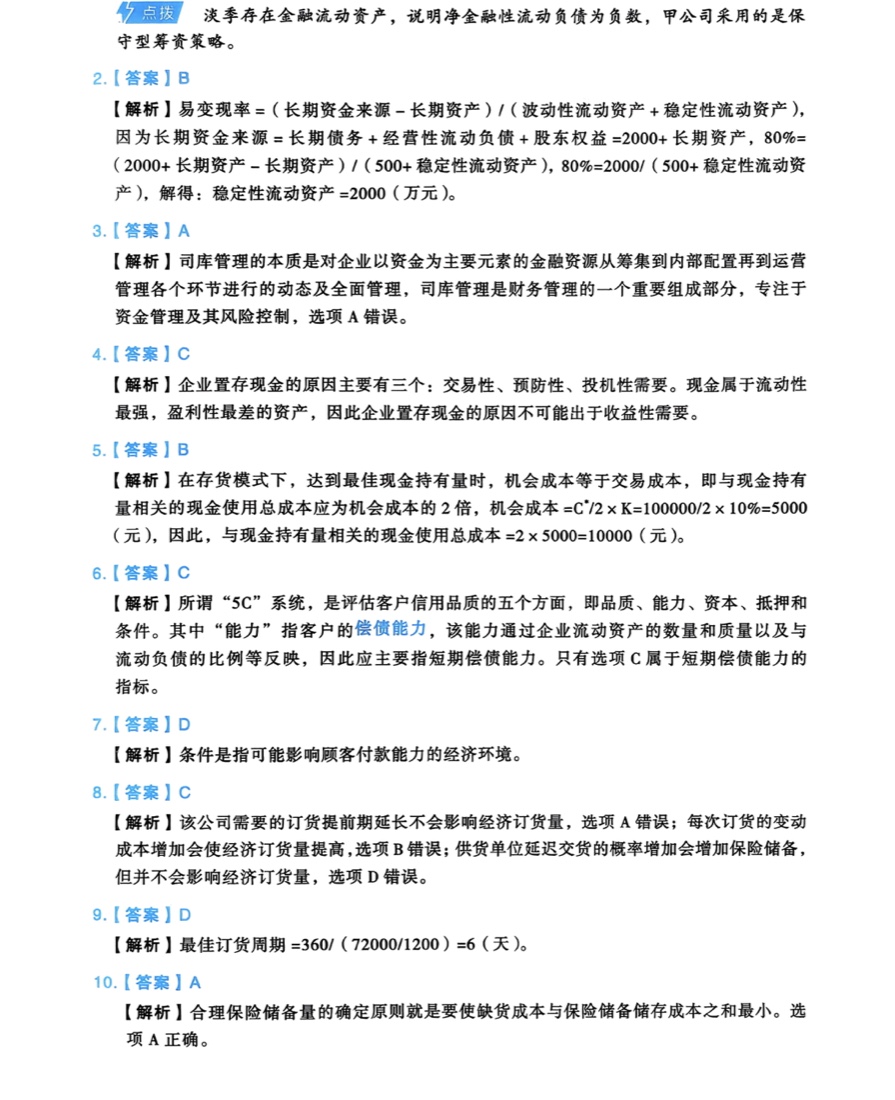 点拨 淡季存在金融流动资产，说明净金融性流动负债为负数，甲公司采用的是保
守型筹资策略。
2.【答案】B
【解析】易变现率 =（长期资金来源 – 长期资产）/（波动性流动资产 + 稳定性流动资产），
因为长期资金来源 = 长期债务 + 经营性流动负债 + 股东权益 =2000+ 长期资产，80%=
（2000+ 长期资产 – 长期资产）/（500+ 稳定性流动资产），80%=2000/（500+ 稳定性流动资
产），解得：稳定性流动资产 =2000（万元）。
3.【答案】A
【解析】司库管理的本质是对企业以资金为主要元素的金融资源从筹集到内部配置再到运营
管理各个环节进行的动态及全面管理，司库管理是财务管理的一个重要组成部分，专注于
资金管理及其风险控制，选项 A 错误。
4.【答案】C
【解析】企业置存现金的原因主要有三个：交易性、预防性、投机性需要。现金属于流动性
最强，盈利性最差的资产，因此企业置存现金的原因不可能出于收益性需要。
5.【答案】B
【解析】在存货模式下，达到最佳现金持有量时，机会成本等于交易成本，即与现金持有
量相关的现金使用总成本应为机会成本的 2 倍，机会成本 =C*/2 × K=100000/2 × 10%=5000
（元），因此，与现金持有量相关的现金使用总成本 =2 × 5000=10000（元）。
6.【答案】C
【解析】所谓“5C”系统，是评估客户信用品质的五个方面，即品质、能力、资本、抵押和
条件。其中“能力”指客户的偿债能力，该能力通过企业流动资产的数量和质量以及与
流动负债的比例等反映，因此应主要指短期偿债能力。只有选项 C 属于短期偿债能力的
指标。
7.【答案】D
【解析】条件是指可能影响顾客付款能力的经济环境。
8.【答案】C
【解析】该公司需要的订货提前期延长不会影响经济订货量，选项 A 错误；每次订货的变动
成本增加会使经济订货量提高，选项 B 错误；供货单位延迟交货的概率增加会增加保险储备，
但并不会影响经济订货量，选项 D 错误。
9.【答案】D
【解析】最佳订货周期 =360/（72000/1200）=6（天）。
10.【答案】A
【解析】合理保险储备量的确定原则就是要使缺货成本与保险储备储存成本之和最小。选
项 A 正确。